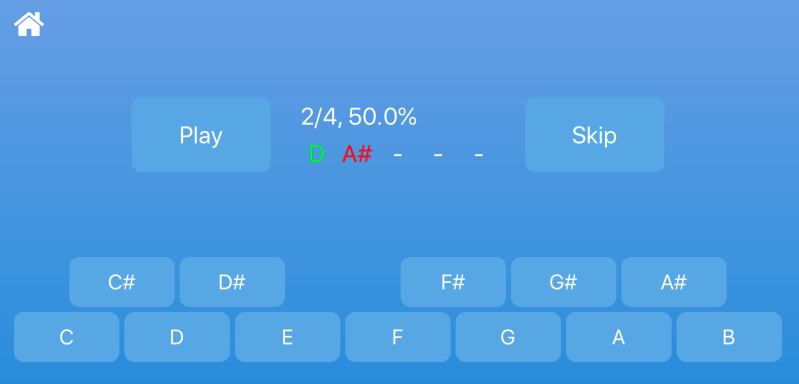 2/4, 50.0%
Play
D A# - - -
Skip
C# D# F# G# A#
C D E F G A B